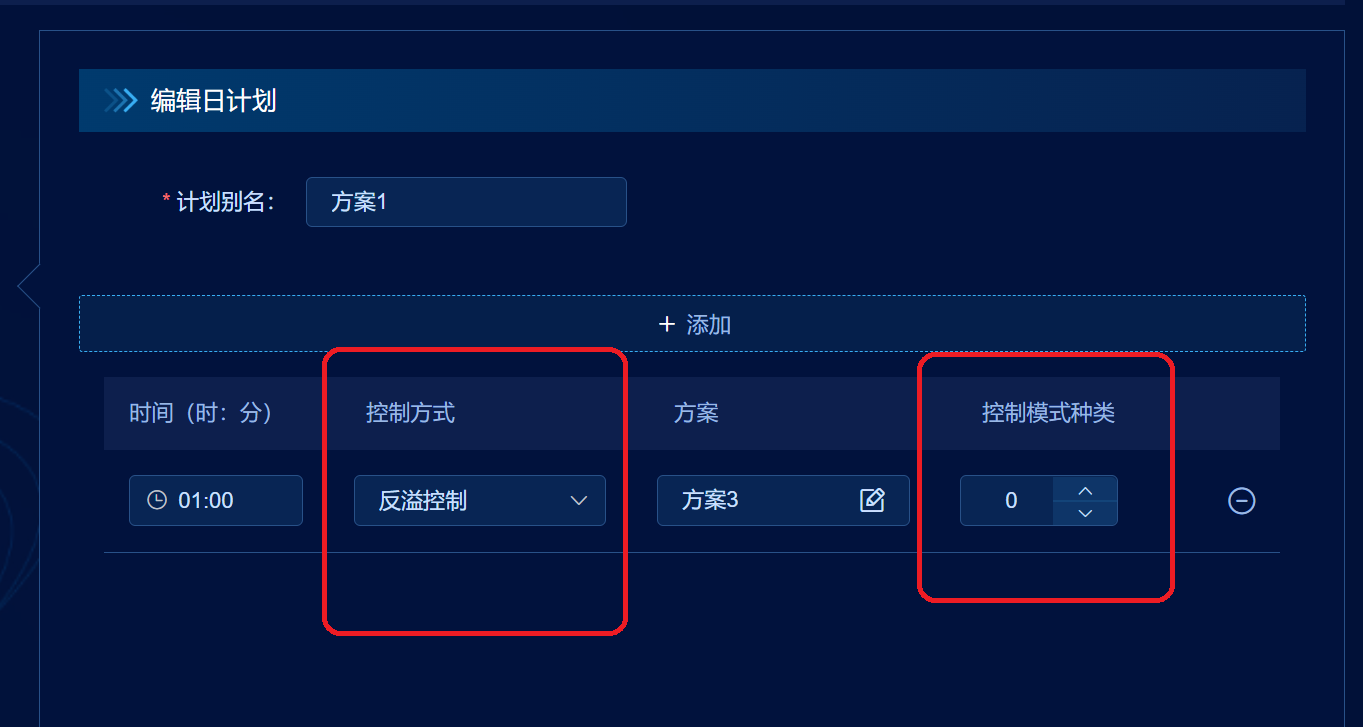 编辑日计划
* 计划别名： 方案1
+ 添加
时间（时：分） 控制方式 方案 控制模式种类
01:00 反溢控制 方案3 0